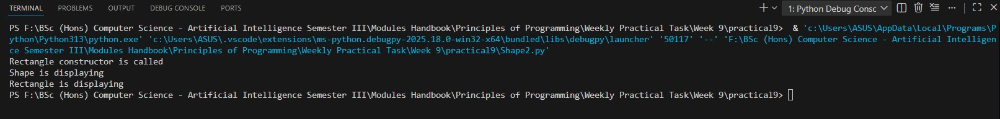 TERMINAL PROBLEMS OUTPUT DEBUG CONSOLE PORTS 1: Python Debug Consc
PS F:\BSc (Hons) Computer Science - Artificial Intelligence Semester III\Modules Handbook\Principles of Programming\Weekly Practical Task\Week 9\practical9> & 'c:\Users\ASUS\AppData\Local\Programs\P
ython\Python313\python.exe' 'c:\Users\ASUS\.vscode\extensions\ms-python.debugpy-2025.18.0-win32-x64\bundled\libs\debugpy\launcher' '50117' '--' 'F:\BSc (Hons) Computer Science - Artificial Intelligen
ce Semester III\Modules Handbook\Principles of Programming\Weekly Practical Task\Week 9\practical9\Shape2.py'
Rectangle constructor is called
Shape is displaying
Rectangle is displaying
PS F:\BSc (Hons) Computer Science - Artificial Intelligence Semester III\Modules Handbook\Principles of Programming\Weekly Practical Task\Week 9\practical9>